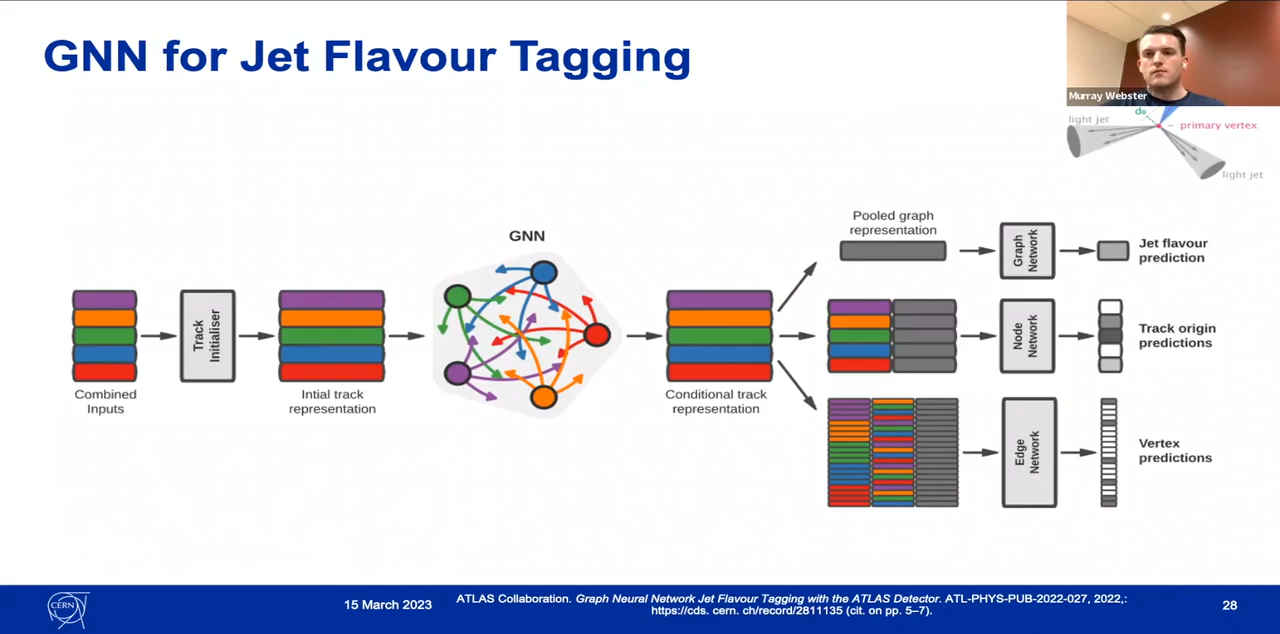 GNN for Jet Flavour Tagging
Murray Webster
d₀
light jet
primary vertex
light jet
GNN
Pooled graph
representation
Graph
Network
Jet flavour
prediction
Track
Initialiser
Node
Network
Track origin
predictions
Combined
Inputs
Intial track
representation
Conditional track
representation
Edge
Network
Vertex
predictions
CERN
15 March 2023
ATLAS Collaboration. Graph Neural Network Jet Flavour Tagging with the ATLAS Detector. ATL-PHYS-PUB-2022-027, 2022,:
https://cds. cern. ch/record/2811135 (cit. on pp. 5–7).
28